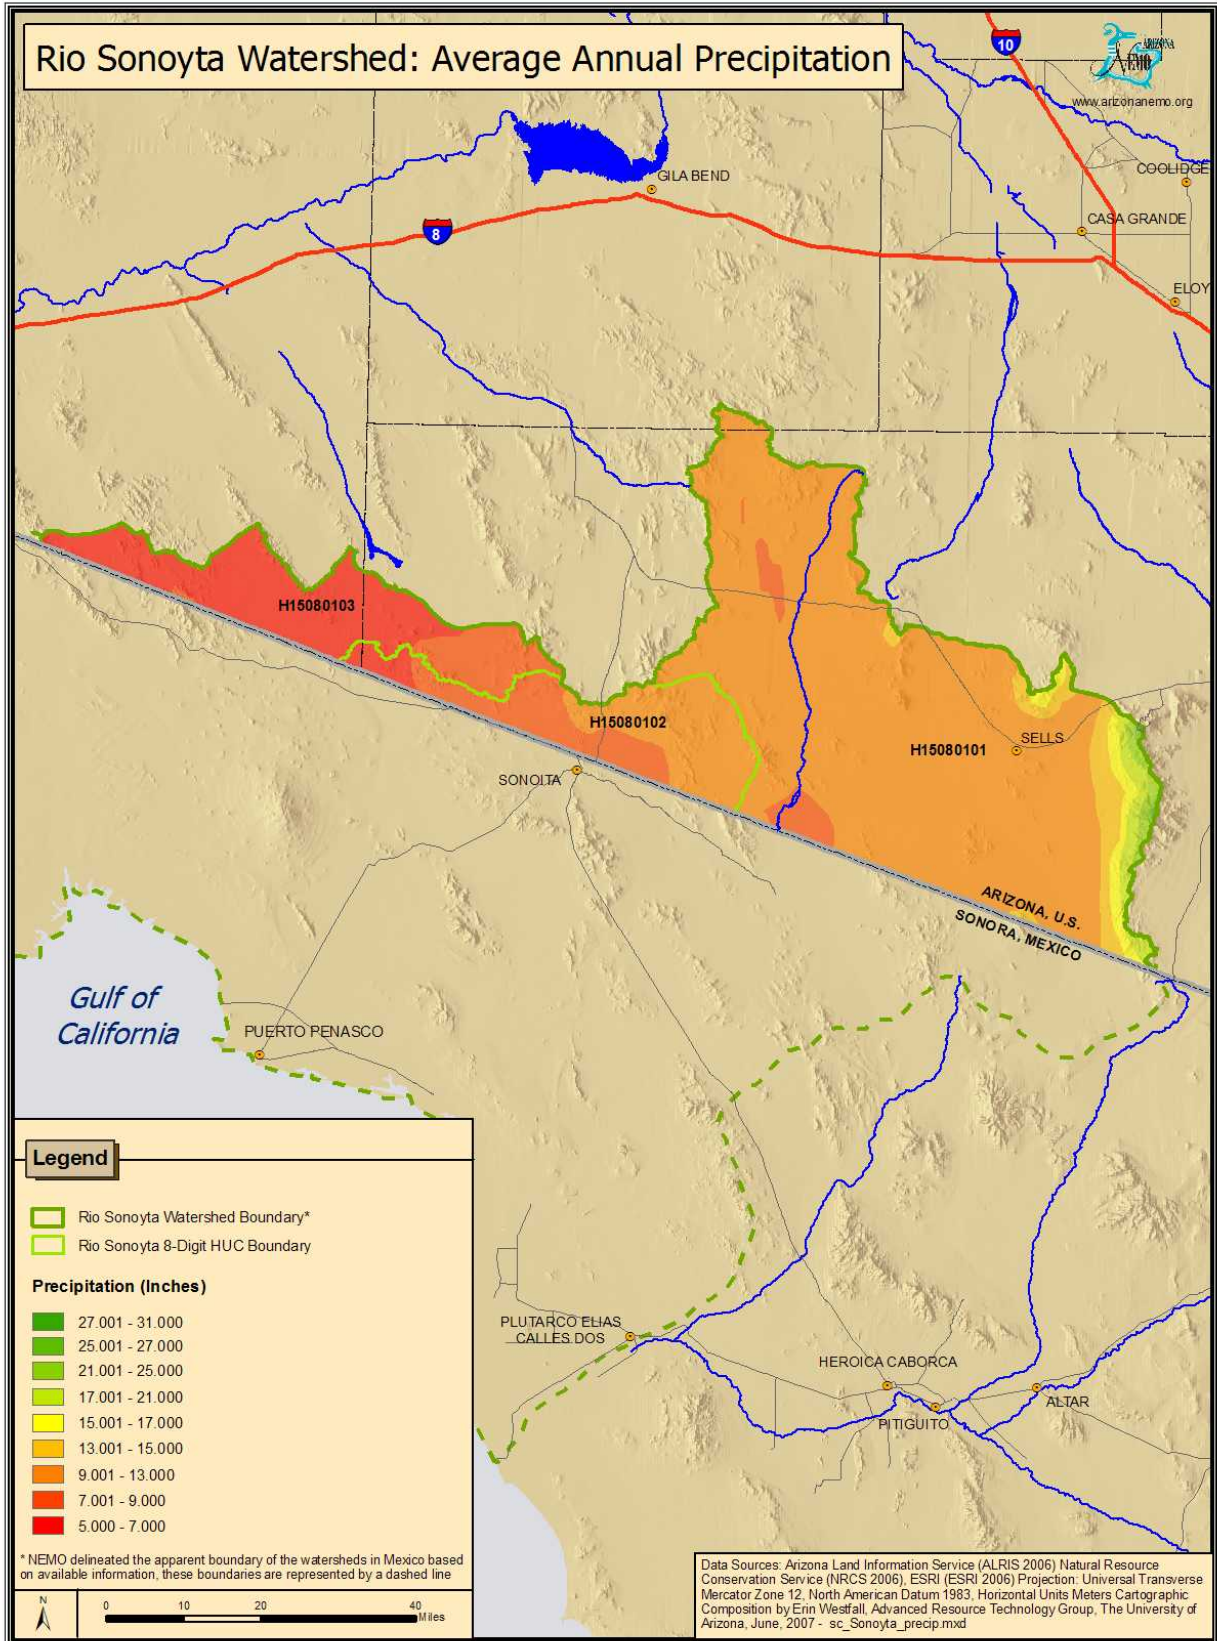 Rio Sonoyta Watershed: Average Annual Precipitation
10
ARIZONA
NEMO
www.arizonanemo.org
COOLIDGE
GILA BEND
CASA GRANDE
8
ELOY
H15080103
H15080102
H15080101
SELLS
SONOITA
ARIZONA, U.S.
SONORA, MEXICO
Gulf of
California
PUERTO PENASCO
PLUTARCO ELIAS
CALLES DOS
HEROICA CABORCA
PITIGUITO
ALTAR
Legend
Rio Sonoyta Watershed Boundary*
Rio Sonoyta 8-Digit HUC Boundary
Precipitation (Inches)
27.001 - 31.000
25.001 - 27.000
21.001 - 25.000
17.001 - 21.000
15.001 - 17.000
13.001 - 15.000
9.001 - 13.000
7.001 - 9.000
5.000 - 7.000
* NEMO delineated the apparent boundary of the watersheds in Mexico based
on available information, these boundaries are represented by a dashed line
N
0 10 20 40
Miles
Data Sources: Arizona Land Information Service (ALRIS 2006) Natural Resource
Conservation Service (NRCS 2006), ESRI (ESRI 2006) Projection: Universal Transverse
Mercator Zone 12, North American Datum 1983, Horizontal Units Meters Cartographic
Composition by Erin Westfall, Advanced Resource Technology Group, The University of
Arizona, June, 2007 - sc_Sonoyta_precip.mxd